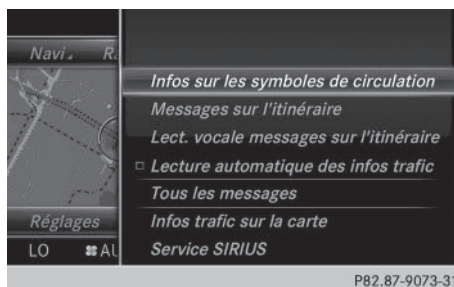 Navi
Infos sur les symboles de circulation
Messages sur l'itinéraire
Lect. vocale messages sur l'itinéraire
Lecture automatique des infos trafic
Tous les messages
Réglages
Infos trafic sur la carte
LO
Service SIRIUS
P82.87-9073-31